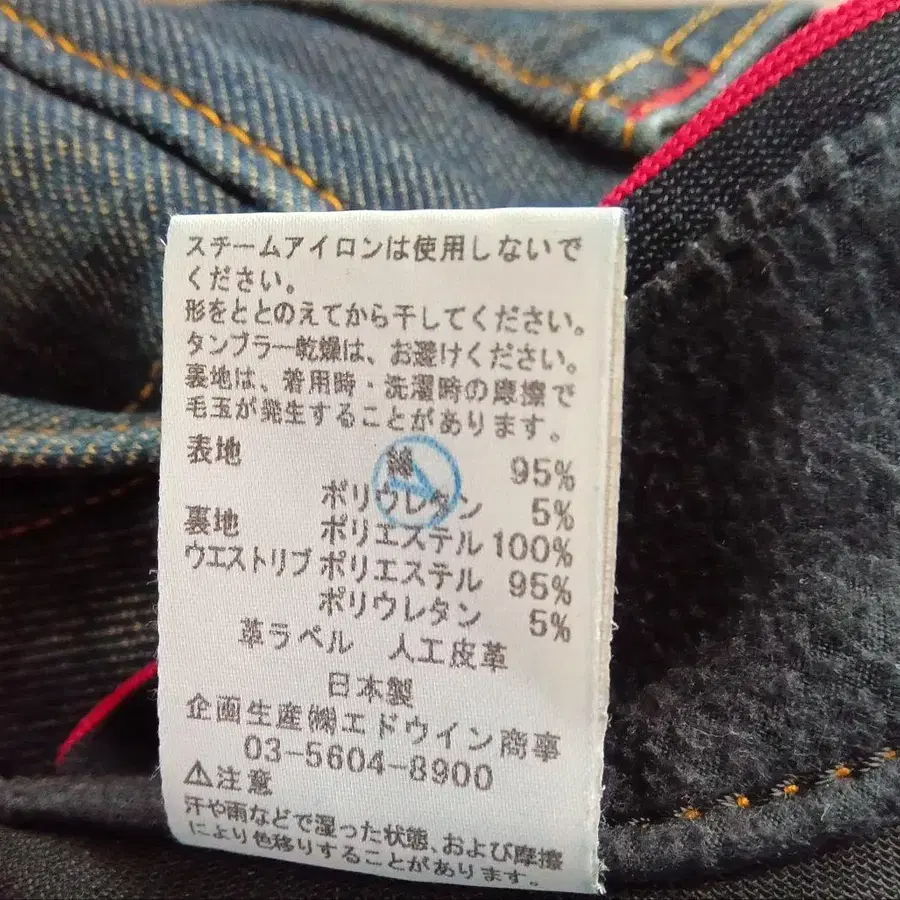 スチームアイロンは使用しないで
ください。
形をととのえてから干してください。
タンブラー乾燥は、お避けください。
裏地は、着用時・洗濯時の摩擦で
毛玉が発生することがあります。
表地 綿 95%
ポリウレタン 5%
裏地 ポリエステル 100%
ウエストリブ ポリエステル 95%
ポリウレタン 5%
革ラベル 人工皮革
日本製
企画生産㈱エドウイン商事
03-5604-8900
⚠注意
汗や雨などで湿った状態、および摩擦
により色移りすることがあります。